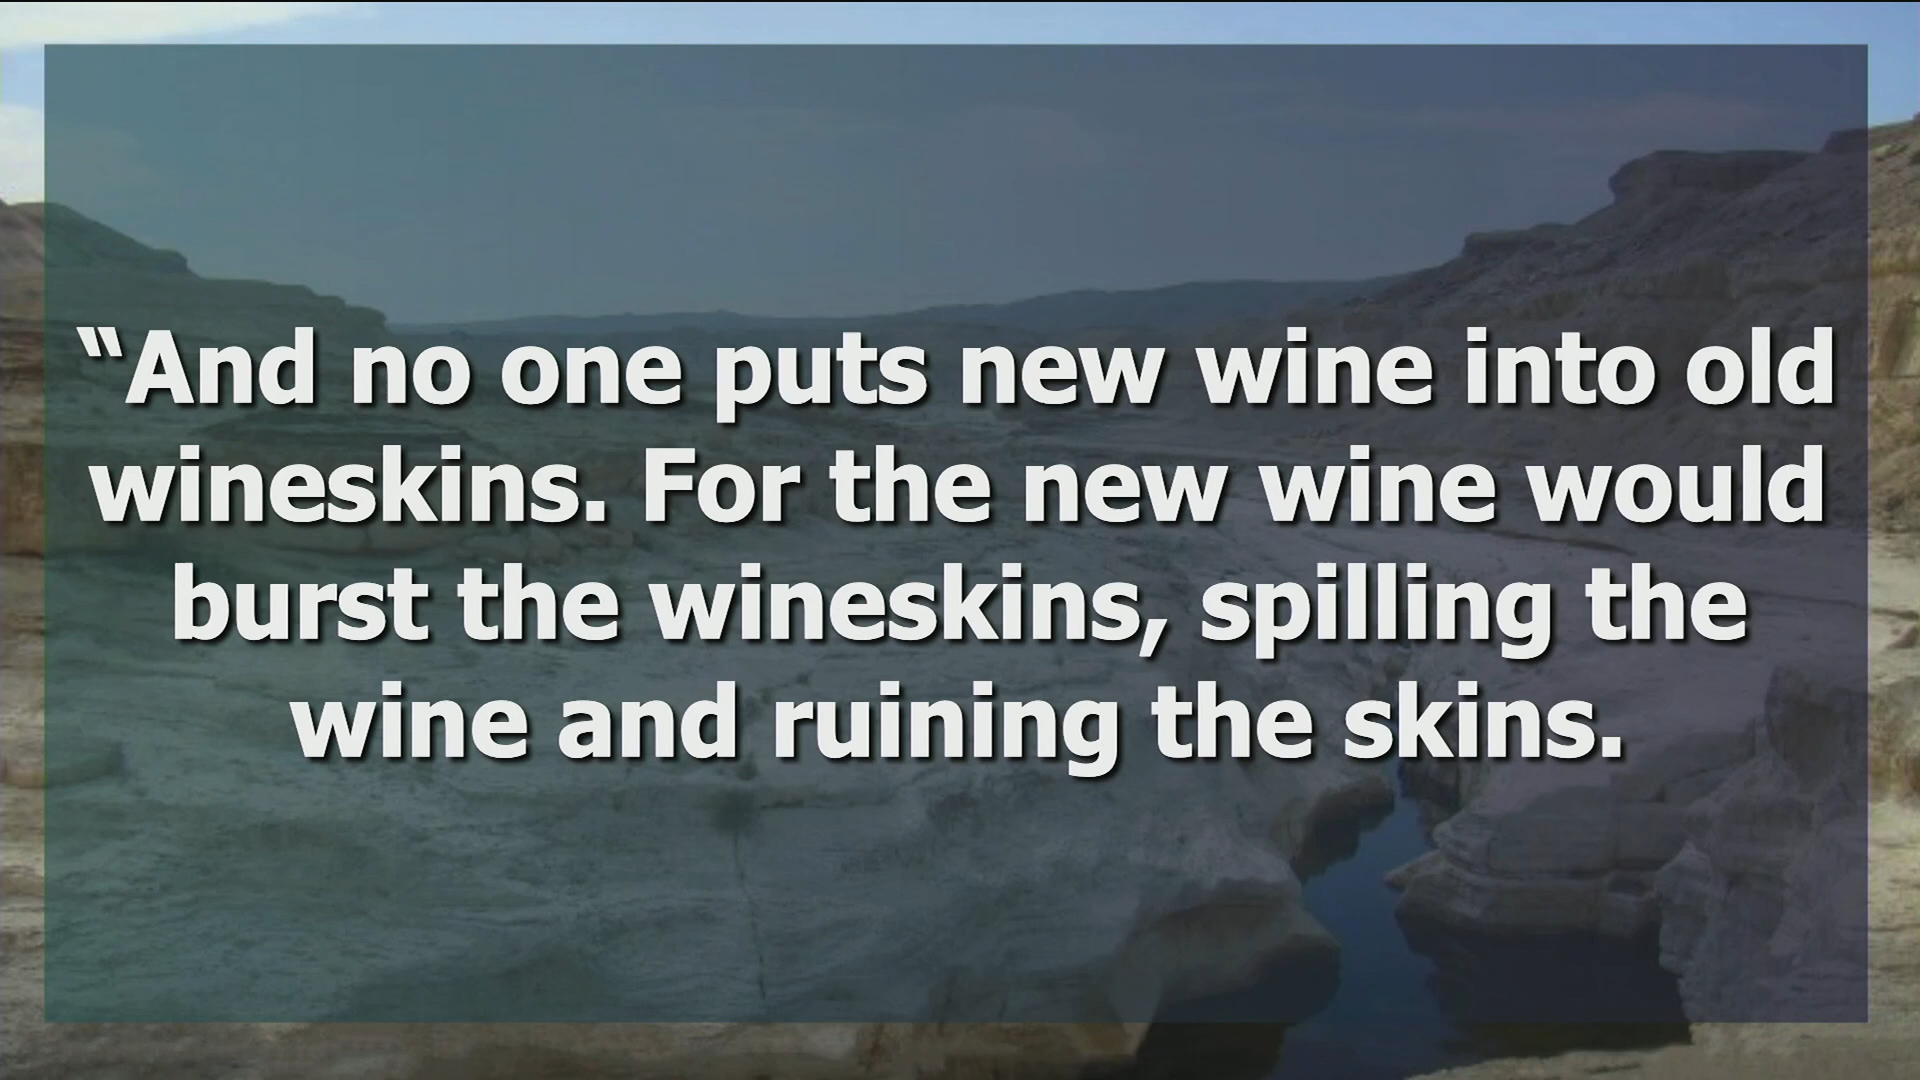 “And no one puts new wine into old
wineskins. For the new wine would
burst the wineskins, spilling the
wine and ruining the skins.